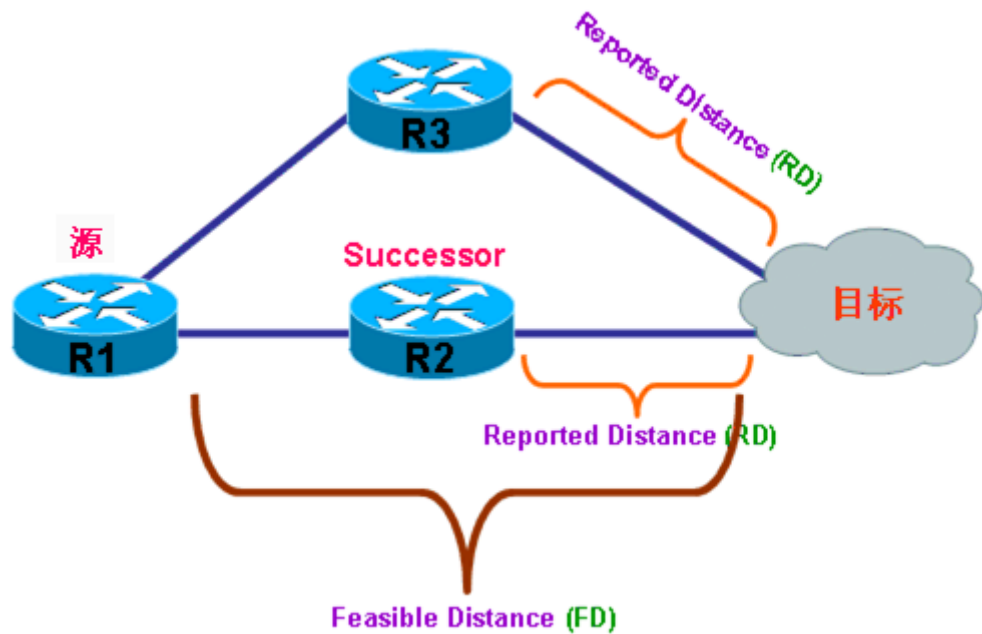 Reported Distance (RD)
R3
源
Successor
R1
R2
目标
Reported Distance (RD)
Feasible Distance (FD)